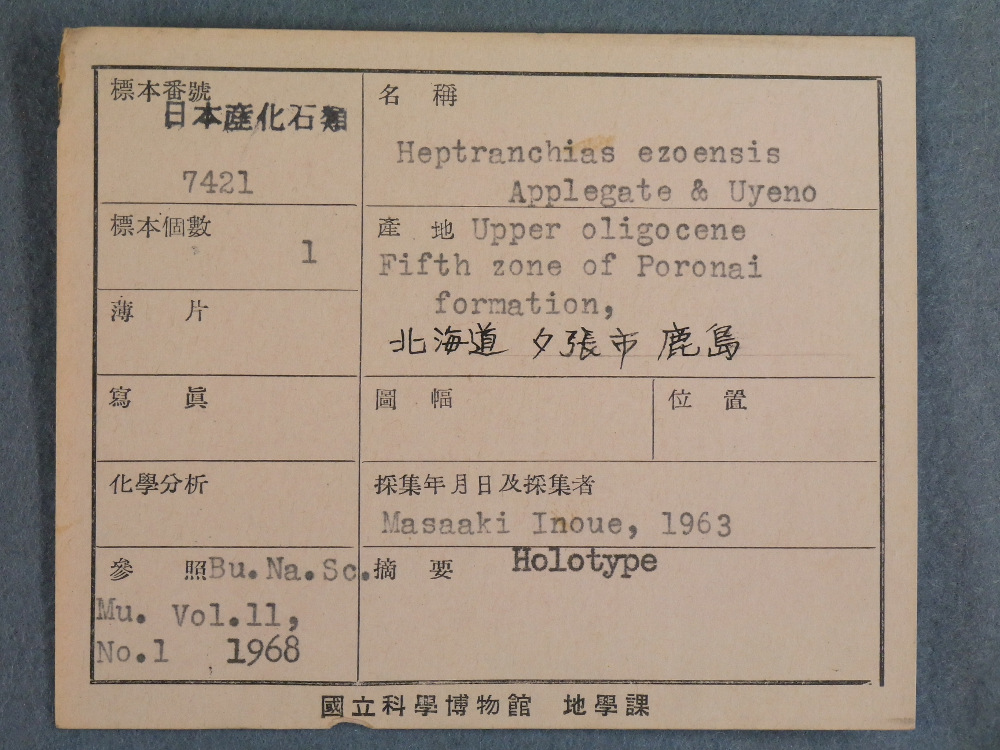 標本番號
日本産化石類
7421
名 稱
Heptranchias ezoensis
Applegate & Uyeno
標本個數
1
產 地 Upper oligocene
Fifth zone of Poronai
formation,
北海道 夕張市 鹿島
薄 片
寫 眞
圖 幅
位 置
化學分析
採集年月日及採集者
Masaaki Inoue, 1963
參 照 Bu. Na. Sc.
Mu. Vol.11,
No.1 1968
摘 要 Holotype
國立科學博物館 地學課